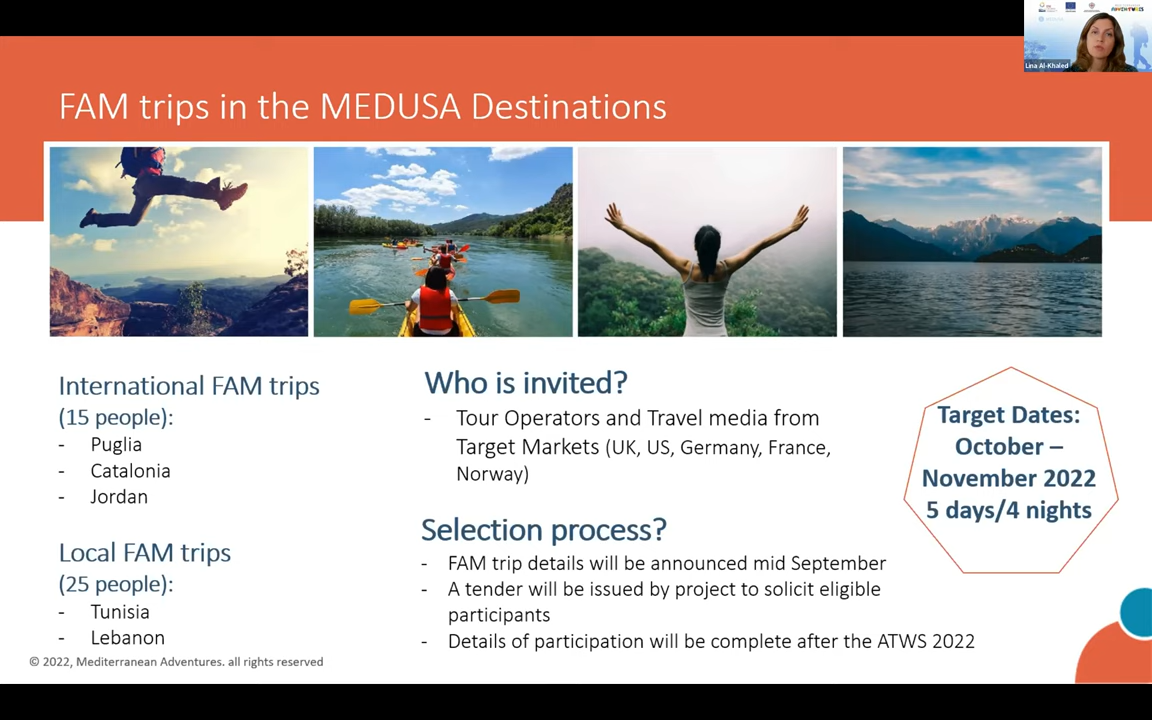 Lina Al-Khaled
FAM trips in the MEDUSA Destinations
International FAM trips
(15 people):
- Puglia
- Catalonia
- Jordan
Local FAM trips
(25 people):
- Tunisia
- Lebanon
Who is invited?
- Tour Operators and Travel media from
Target Markets (UK, US, Germany, France,
Norway)
Selection process?
- FAM trip details will be announced mid September
- A tender will be issued by project to solicit eligible
participants
- Details of participation will be complete after the ATWS 2022
Target Dates:
October –
November 2022
5 days/4 nights
© 2022, Mediterranean Adventures. all rights reserved